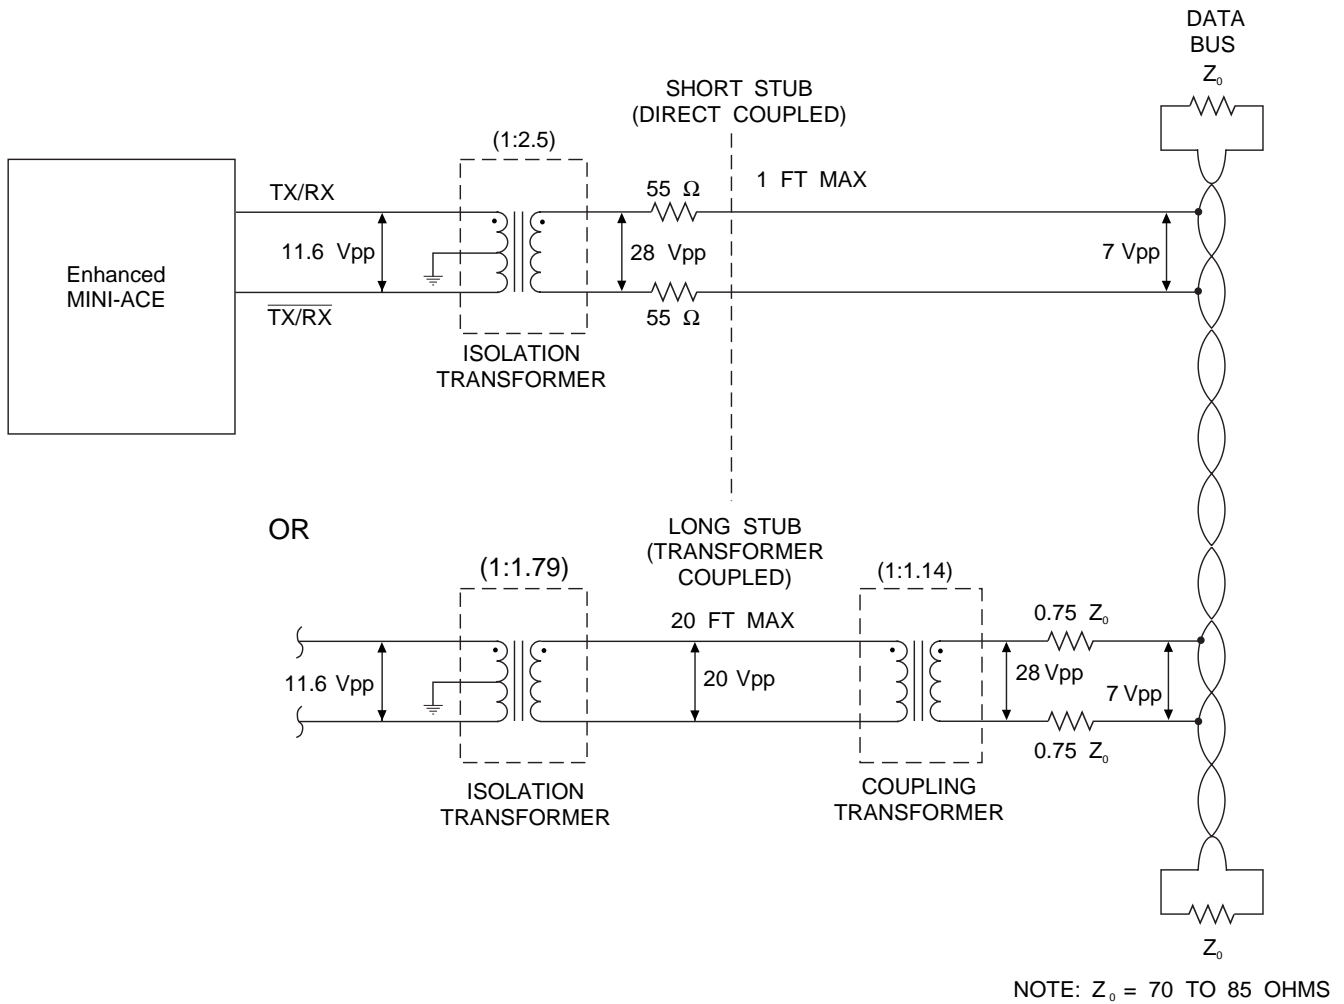 DATA
BUS
Z₀
SHORT STUB
(DIRECT COUPLED)
(1:2.5)
1 FT MAX
55 Ω
TX/RX
11.6 Vpp
28 Vpp
7 Vpp
Enhanced
MINI-ACE
TX/RX
55 Ω
ISOLATION
TRANSFORMER
OR
LONG STUB
(TRANSFORMER
COUPLED)
(1:1.79)
(1:1.14)
20 FT MAX
0.75 Z₀
11.6 Vpp
20 Vpp
28 Vpp
7 Vpp
0.75 Z₀
ISOLATION
TRANSFORMER
COUPLING
TRANSFORMER
Z₀
NOTE: Z₀ = 70 TO 85 OHMS